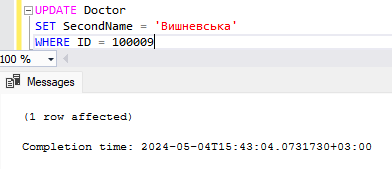 UPDATE Doctor
SET SecondName = 'Вишневська'
WHERE ID = 100009
100 %
Messages
(1 row affected)
Completion time: 2024-05-04T15:43:04.0731730+03:00